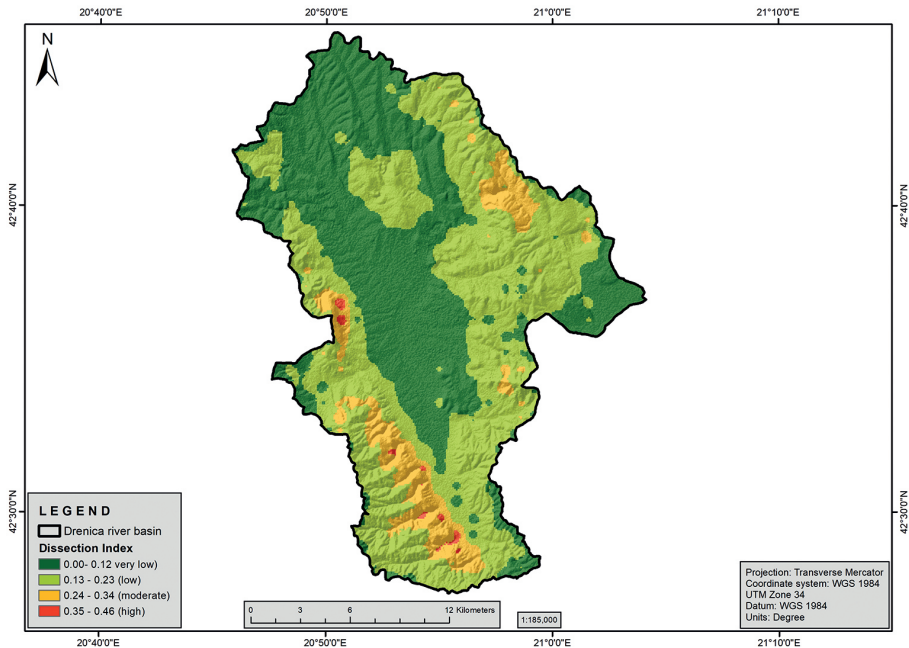 20°40'0"E 20°50'0"E 21°0'0"E 21°10'0"E
N
42°40'0"N 42°40'0"N
42°30'0"N 42°30'0"N
LEGEND
Drenica river basin
Dissection Index
0.00- 0.12 very low)
0.13 - 0.23 (low)
0.24 - 0.34 (moderate)
0.35 - 0.46 (high)
0 3 6 12 Kilometers
1:185,000
Projection: Transverse Mercator
Coordinate system: WGS 1984
UTM Zone 34
Datum: WGS 1984
Units: Degree
20°40'0"E 20°50'0"E 21°0'0"E 21°10'0"E